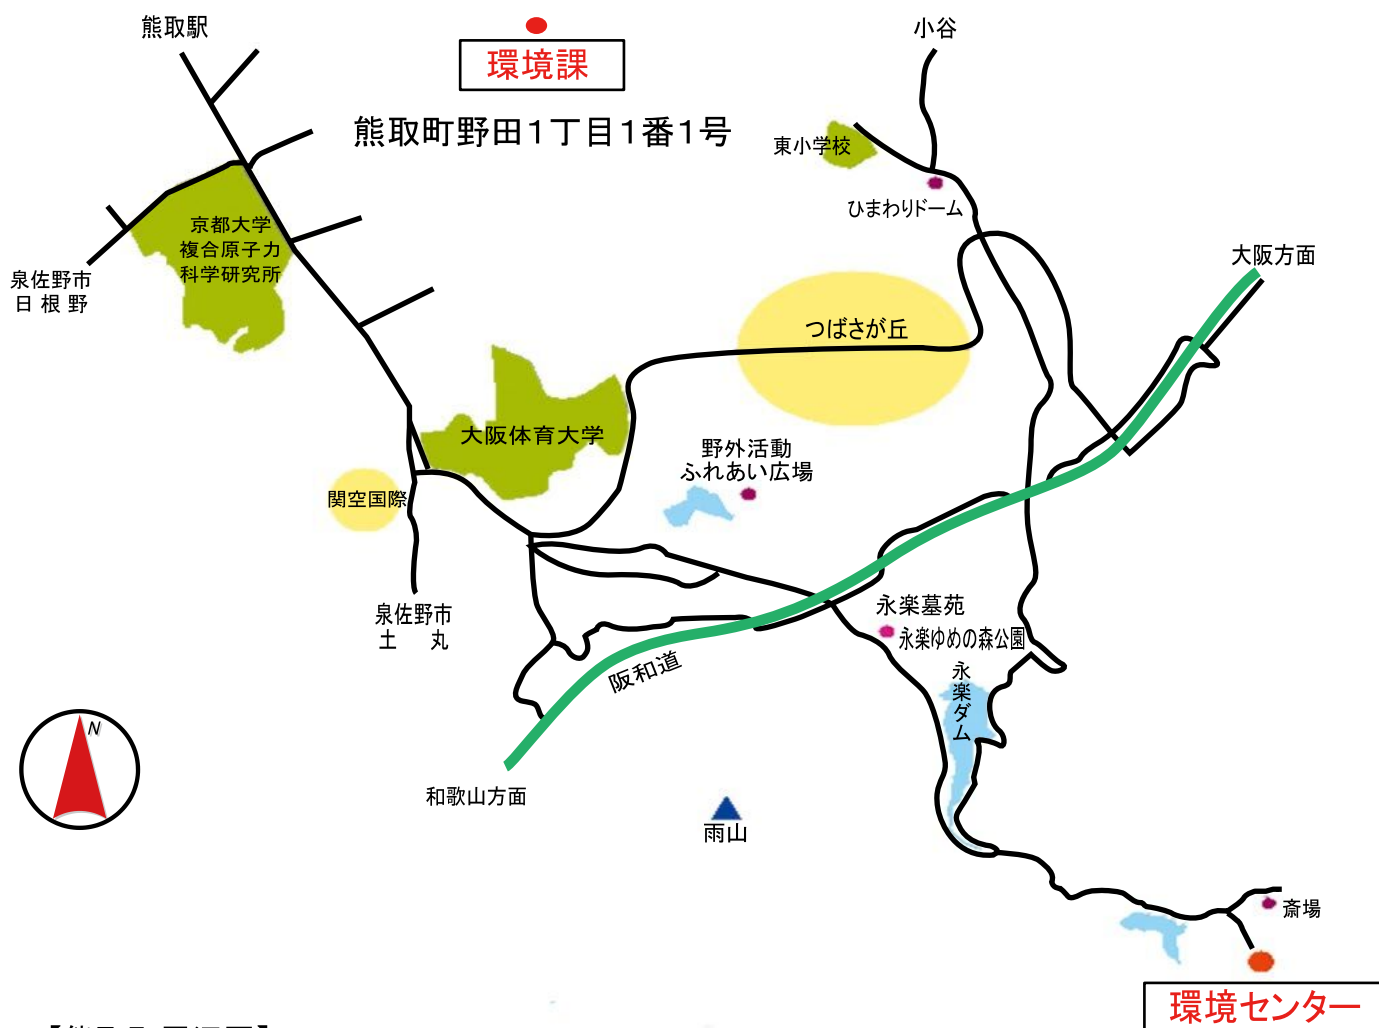 熊取駅
環境課
小谷
熊取町野田1丁目1番1号
東小学校
ひまわりドーム
京都大学
複合原子力
科学研究所
大阪方面
泉佐野市
日根野
つばさが丘
大阪体育大学
野外活動
ふれあい広場
関空国際
泉佐野市
土 丸
永楽墓苑
永楽ゆめの森公園
阪和道
永楽ダム
N
和歌山方面
雨山
斎場
環境センター